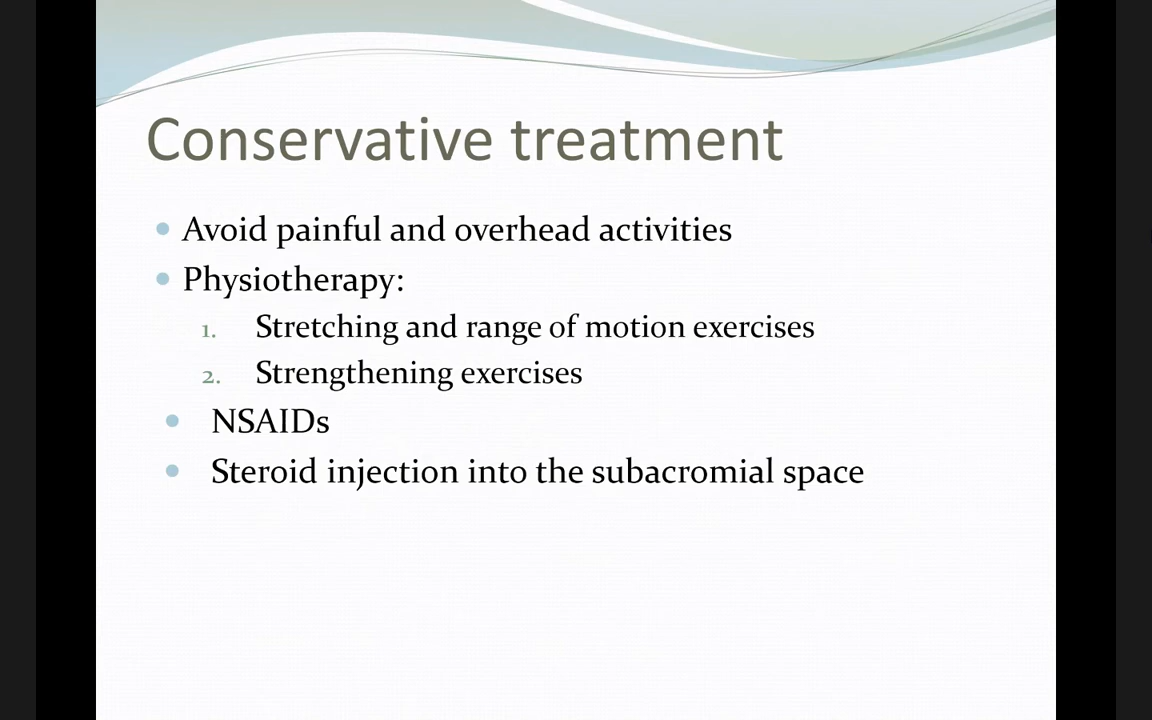 Conservative treatment
• Avoid painful and overhead activities
• Physiotherapy:
1. Stretching and range of motion exercises
2. Strengthening exercises
• NSAIDs
• Steroid injection into the subacromial space